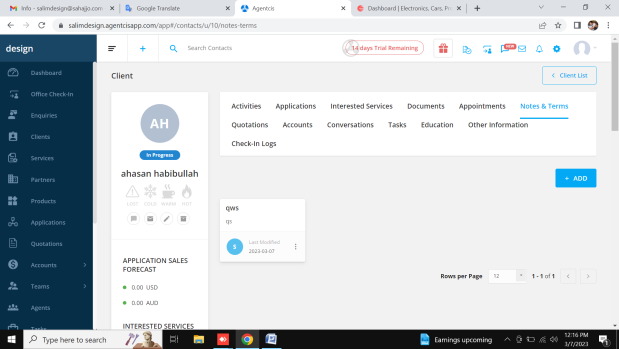 Info - salimdesign@sahajjo.com
Google Translate
Agentcis
Dashboard | Electronics, Cars, Pr
salimdesign.agentcisapp.com/app#/contacts/u/10/notes-terms
design
Search Contacts
14 days Trial Remaining
NEW
Dashboard
Office Check-In
Enquiries
Clients
Services
Partners
Products
Applications
Quotations
Accounts
Teams
Agents
Tasks
Client
Client List
AH
In Progress
ahasan habibullah
LOST COLD WARM HOT
APPLICATION SALES
FORECAST
0.00 USD
0.00 AUD
INTERESTED SERVICES
Activities Applications Interested Services Documents Appointments Notes & Terms
Quotations Accounts Conversations Tasks Education Other Information
Check-In Logs
+ ADD
qws
qs
S
Last Modified
2023-03-07
Rows per Page 12 1 - 1 of 1
Type here to search
Earnings upcoming
12:16 PM
3/7/2023